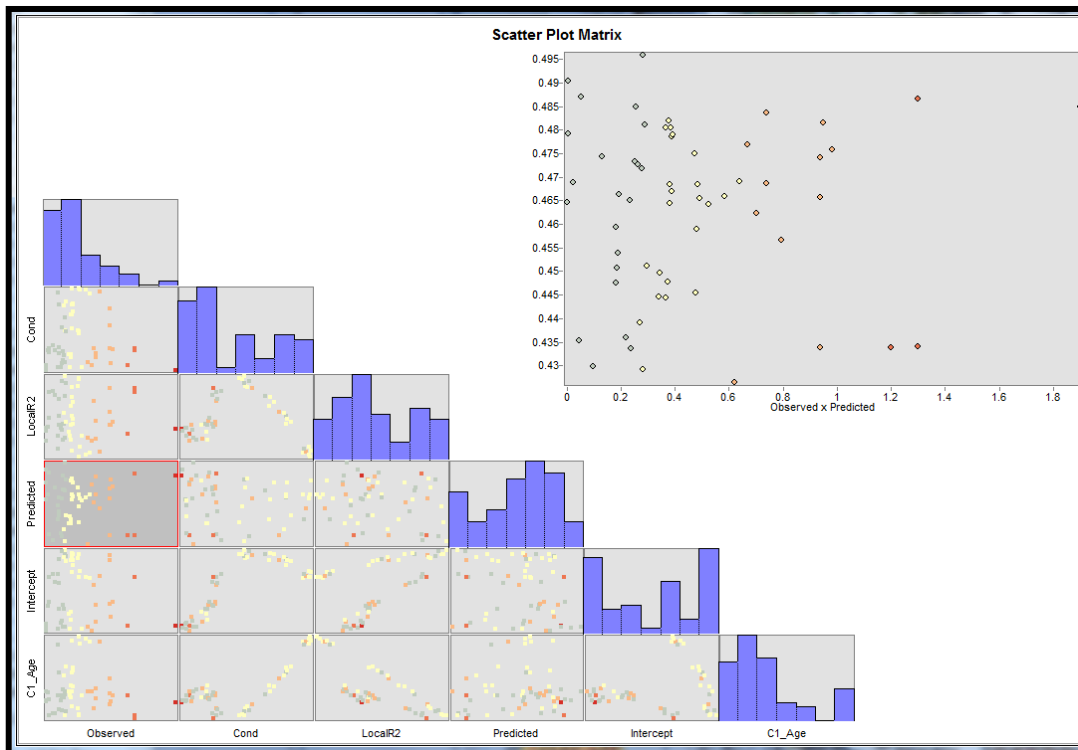 Scatter Plot Matrix
0.495
0.49
0.485
0.48
0.475
0.47
0.465
0.46
0.455
0.45
0.445
0.44
0.435
0.43
0 0.2 0.4 0.6 0.8 1 1.2 1.4 1.6 1.8
Observed x Predicted
Cond
LocalR2
Predicted
Intercept
C1_Age
Observed Cond LocalR2 Predicted Intercept C1_Age